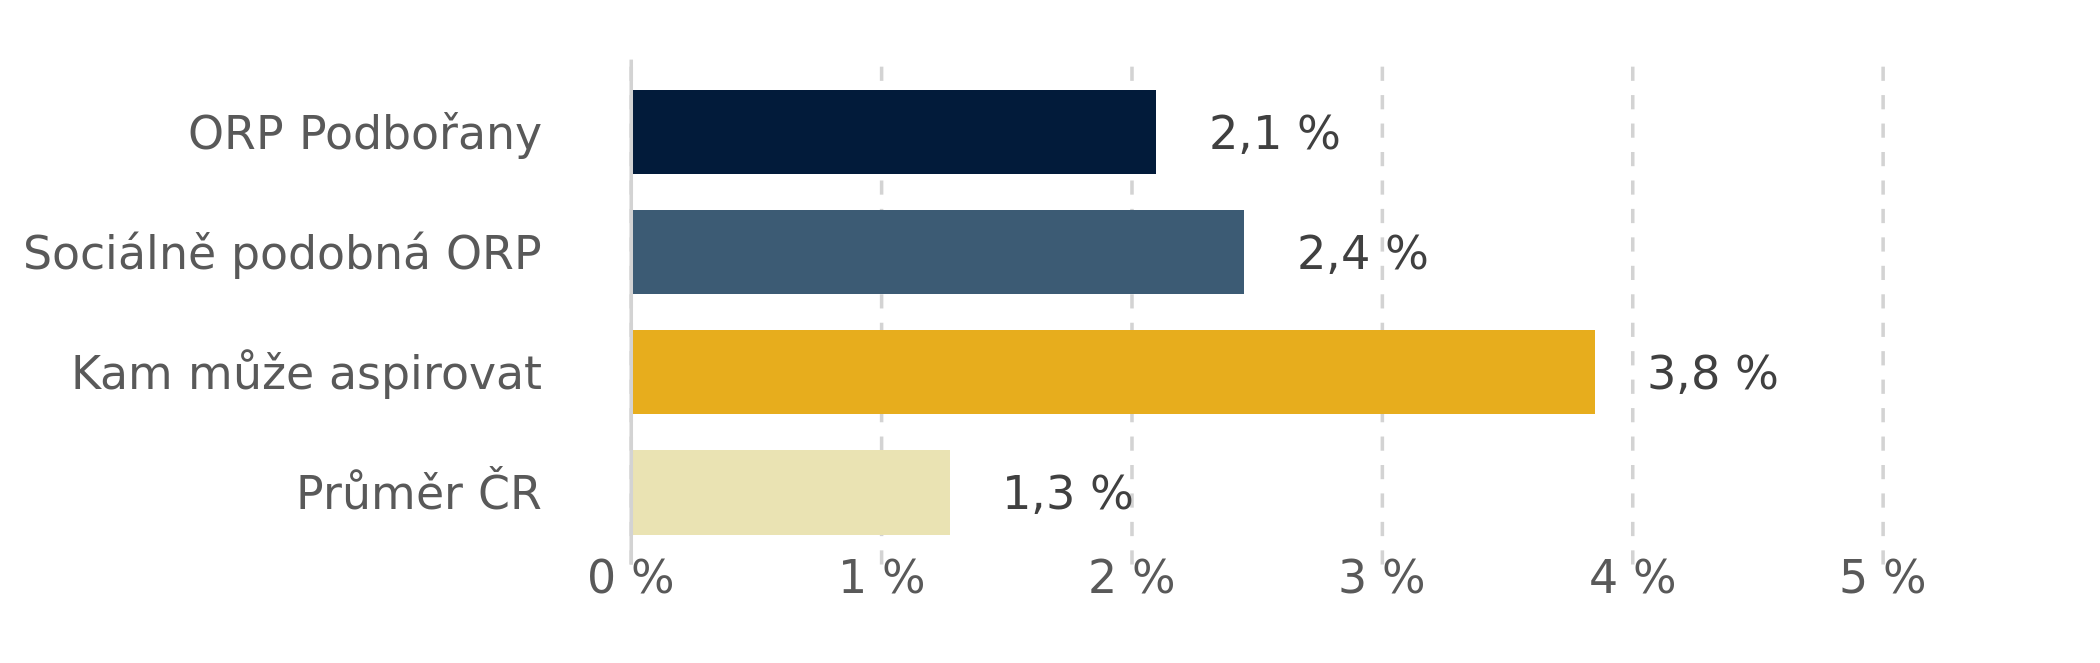 ORP Podbořany 2,1 %
Sociálně podobná ORP 2,4 %
Kam může aspirovat 3,8 %
Průměr ČR 1,3 %
0 % 1 % 2 % 3 % 4 % 5 %